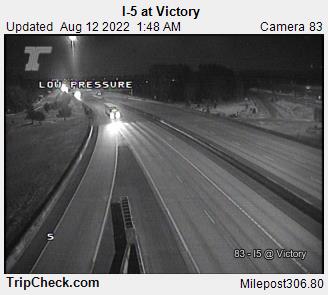 I-5 at Victory
Updated Aug 12 2022 1:48 AM Camera 83
T
LOW PRESSURE
S
83 - I5 @ Victory
TripCheck.com Milepost306.80